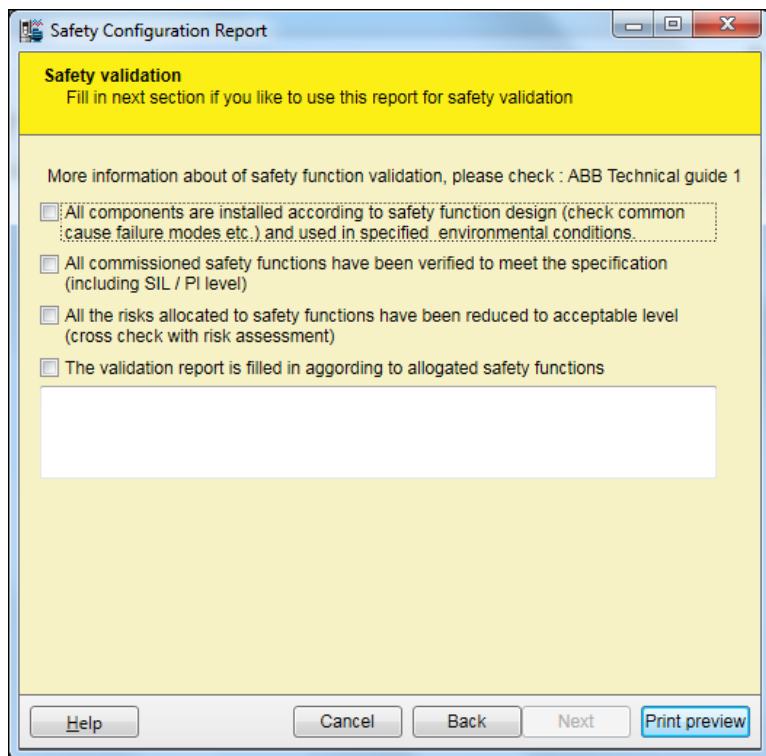 Safety Configuration Report
Safety validation
Fill in next section if you like to use this report for safety validation
More information about of safety function validation, please check : ABB Technical guide 1
All components are installed according to safety function design (check common
cause failure modes etc.) and used in specified environmental conditions.
All commissioned safety functions have been verified to meet the specification
(including SIL / Pl level)
All the risks allocated to safety functions have been reduced to acceptable level
(cross check with risk assessment)
The validation report is filled in aggording to allogated safety functions
Help
Cancel
Back
Next
Print preview